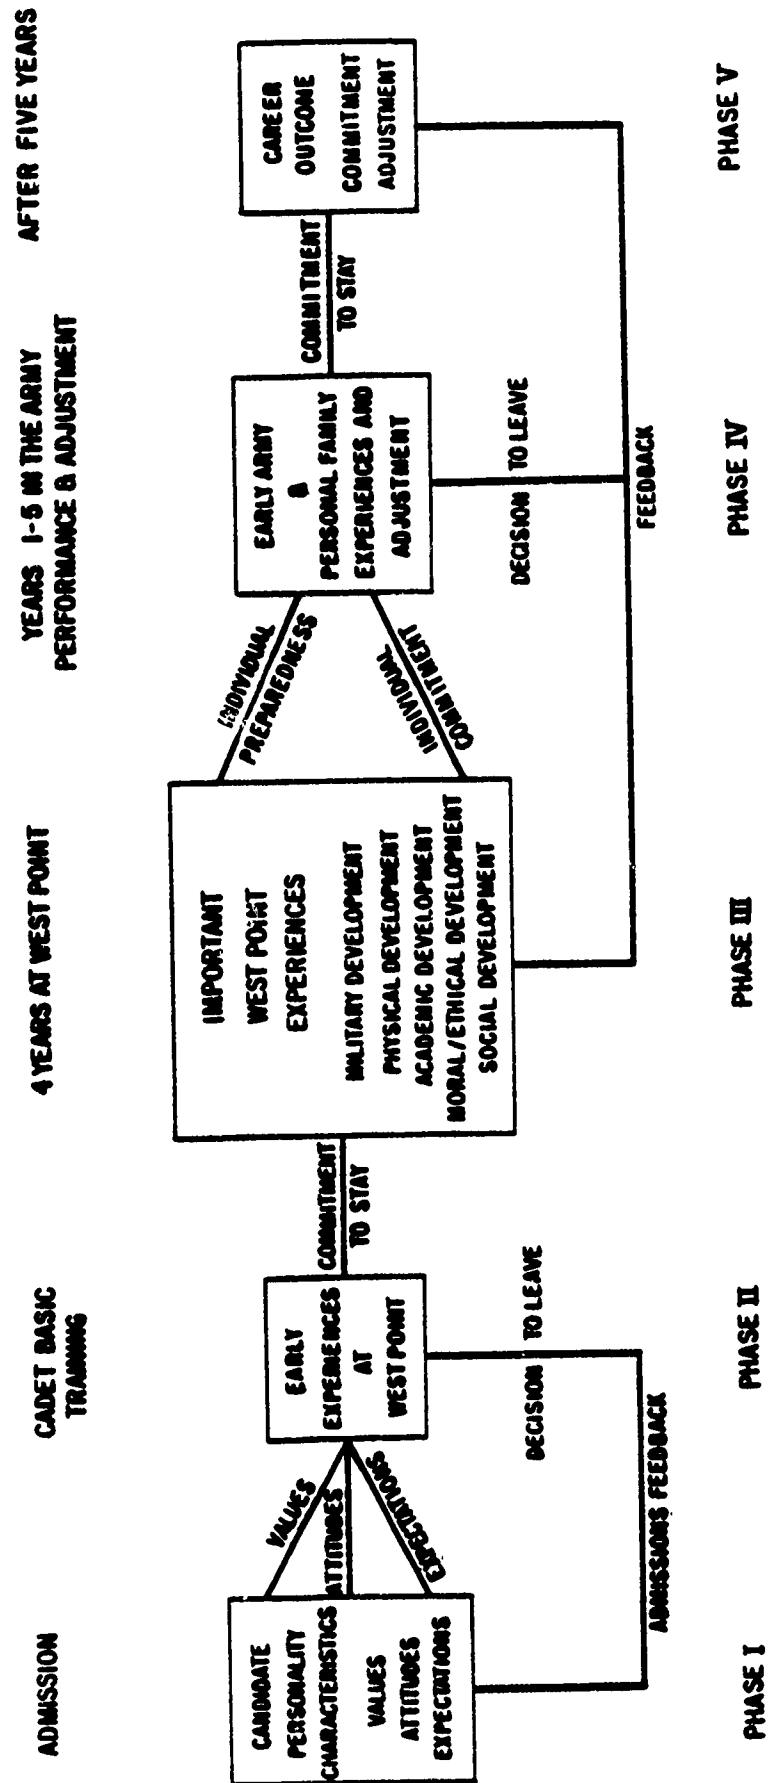 ADMISSION
CADET BASIC
TRAINING
4 YEARS AT WEST POINT
YEARS 1-5 IN THE ARMY
PERFORMANCE & ADJUSTMENT
AFTER FIVE YEARS
CANDIDATE
PERSONALITY
CHARACTERISTICS
VALUES
ATTITUDES
EXPECTATIONS
VALUES
ATTITUDES
EXPECTATIONS
EARLY
EXPERIENCES
AT
WEST POINT
COMMITMENT
TO STAY
DECISION TO LEAVE
ADMISSIONS FEEDBACK
IMPORTANT
WEST POINT
EXPERIENCES
MILITARY DEVELOPMENT
PHYSICAL DEVELOPMENT
ACADEMIC DEVELOPMENT
MORAL/ETHICAL DEVELOPMENT
SOCIAL DEVELOPMENT
INDIVIDUAL
PREPAREDNESS
INDIVIDUAL
COMMITMENT
EARLY ARMY
&
PERSONAL FAMILY
EXPERIENCES AND
ADJUSTMENT
COMMITMENT
TO STAY
DECISION TO LEAVE
FEEDBACK
CAREER
OUTCOME
COMMITMENT
ADJUSTMENT
PHASE I
PHASE II
PHASE III
PHASE IV
PHASE V